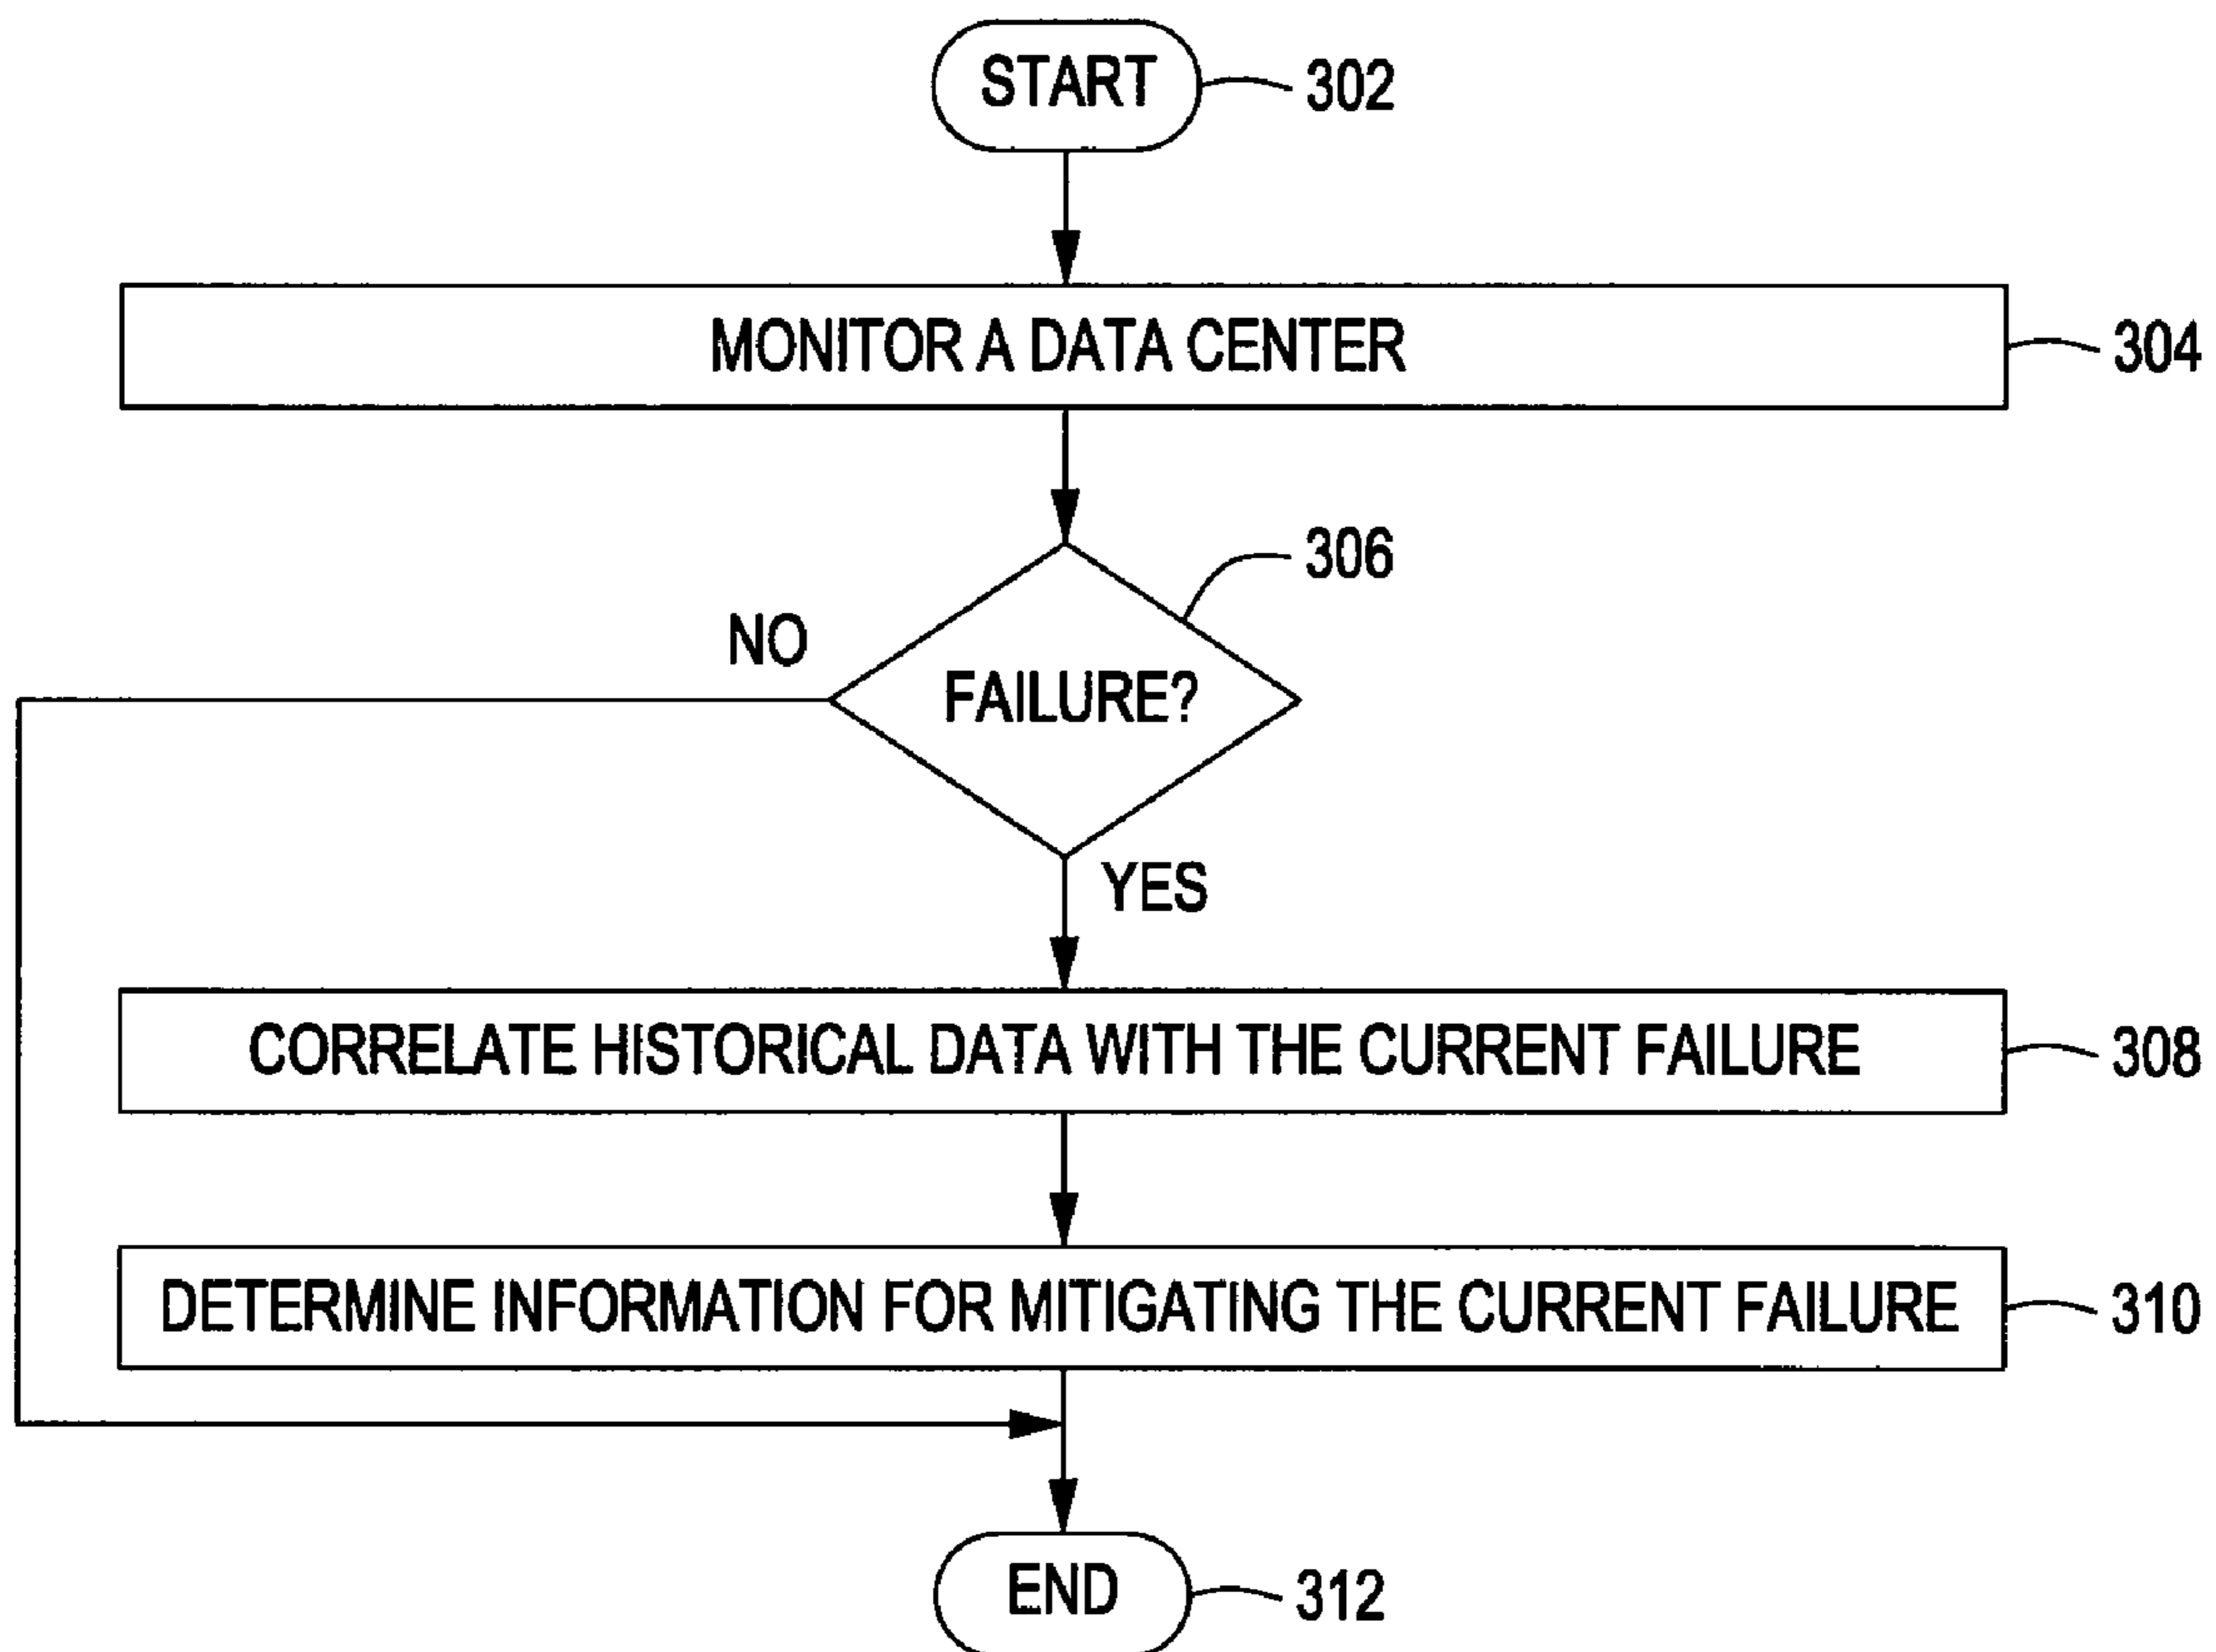 START
302
MONITOR A DATA CENTER
304
306
NO
FAILURE?
YES
CORRELATE HISTORICAL DATA WITH THE CURRENT FAILURE
308
DETERMINE INFORMATION FOR MITIGATING THE CURRENT FAILURE
310
END
312